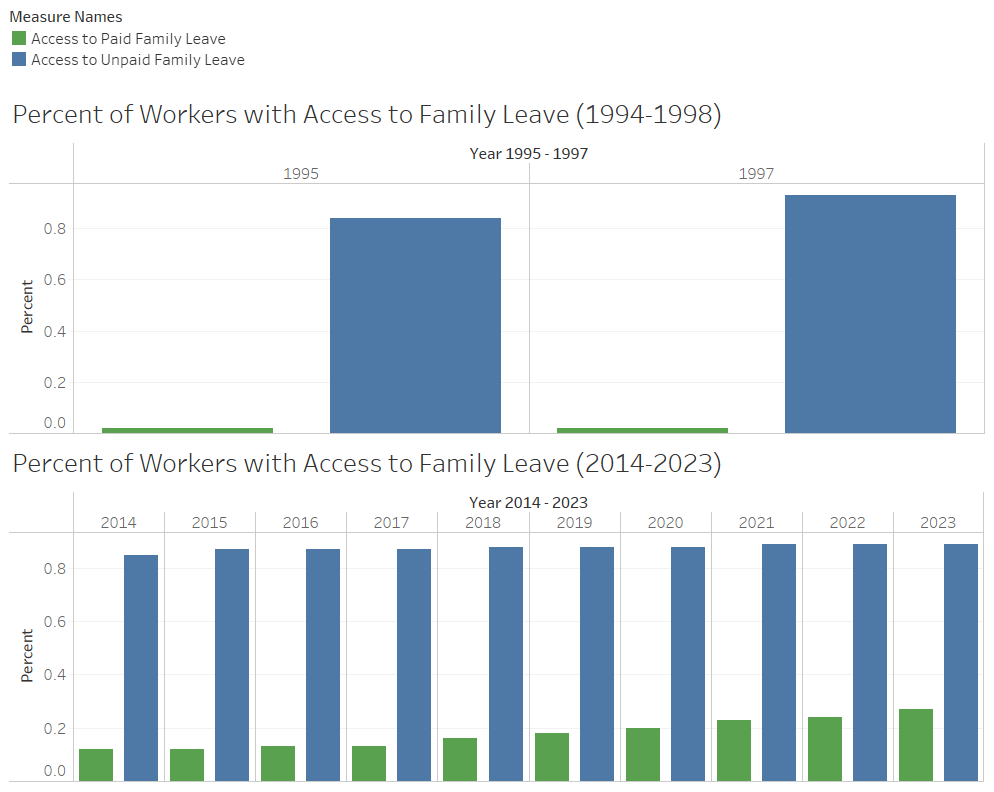 Measure Names
Access to Paid Family Leave
Access to Unpaid Family Leave
Percent of Workers with Access to Family Leave (1994-1998)
Year 1995 - 1997
1995 1997
0.8
0.6
0.4
0.2
0.0
Percent
Percent of Workers with Access to Family Leave (2014-2023)
Year 2014 - 2023
2014 2015 2016 2017 2018 2019 2020 2021 2022 2023
0.8
0.6
0.4
0.2
0.0
Percent